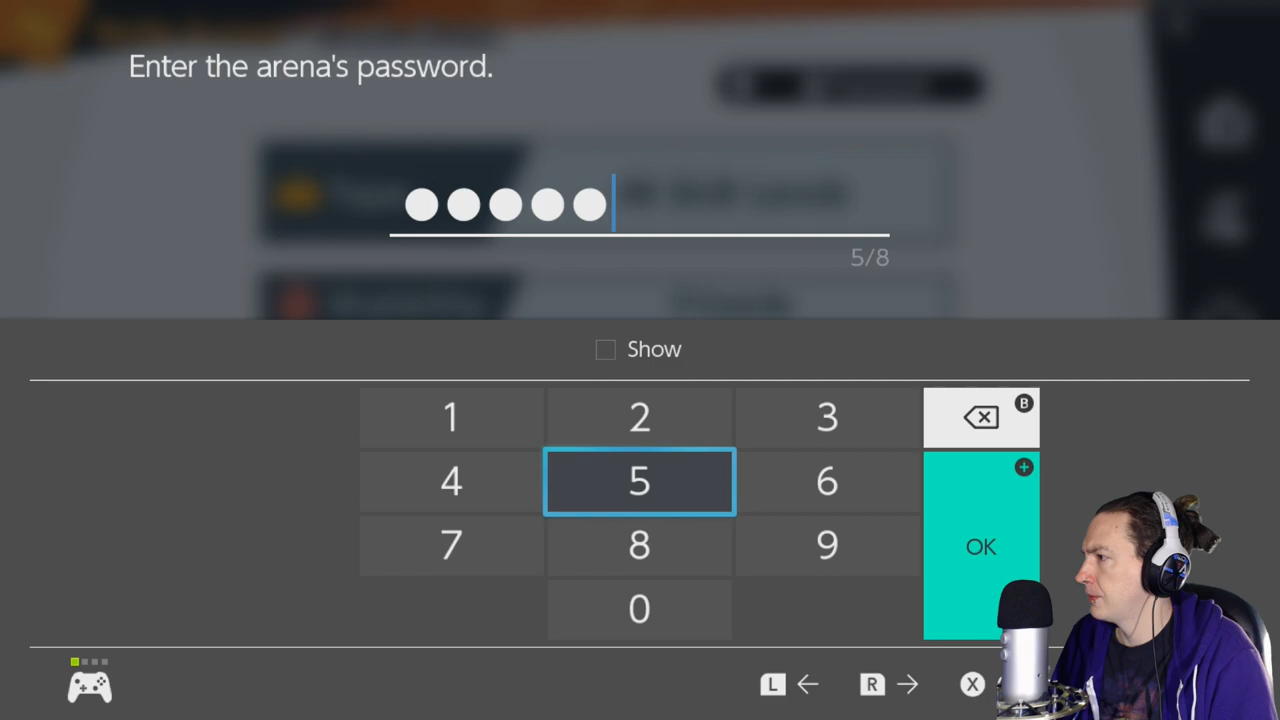 Enter the arena's password.
5/8
Show
1 2 3 B
4 5 6 +
7 8 9 OK
0
L ← R → X